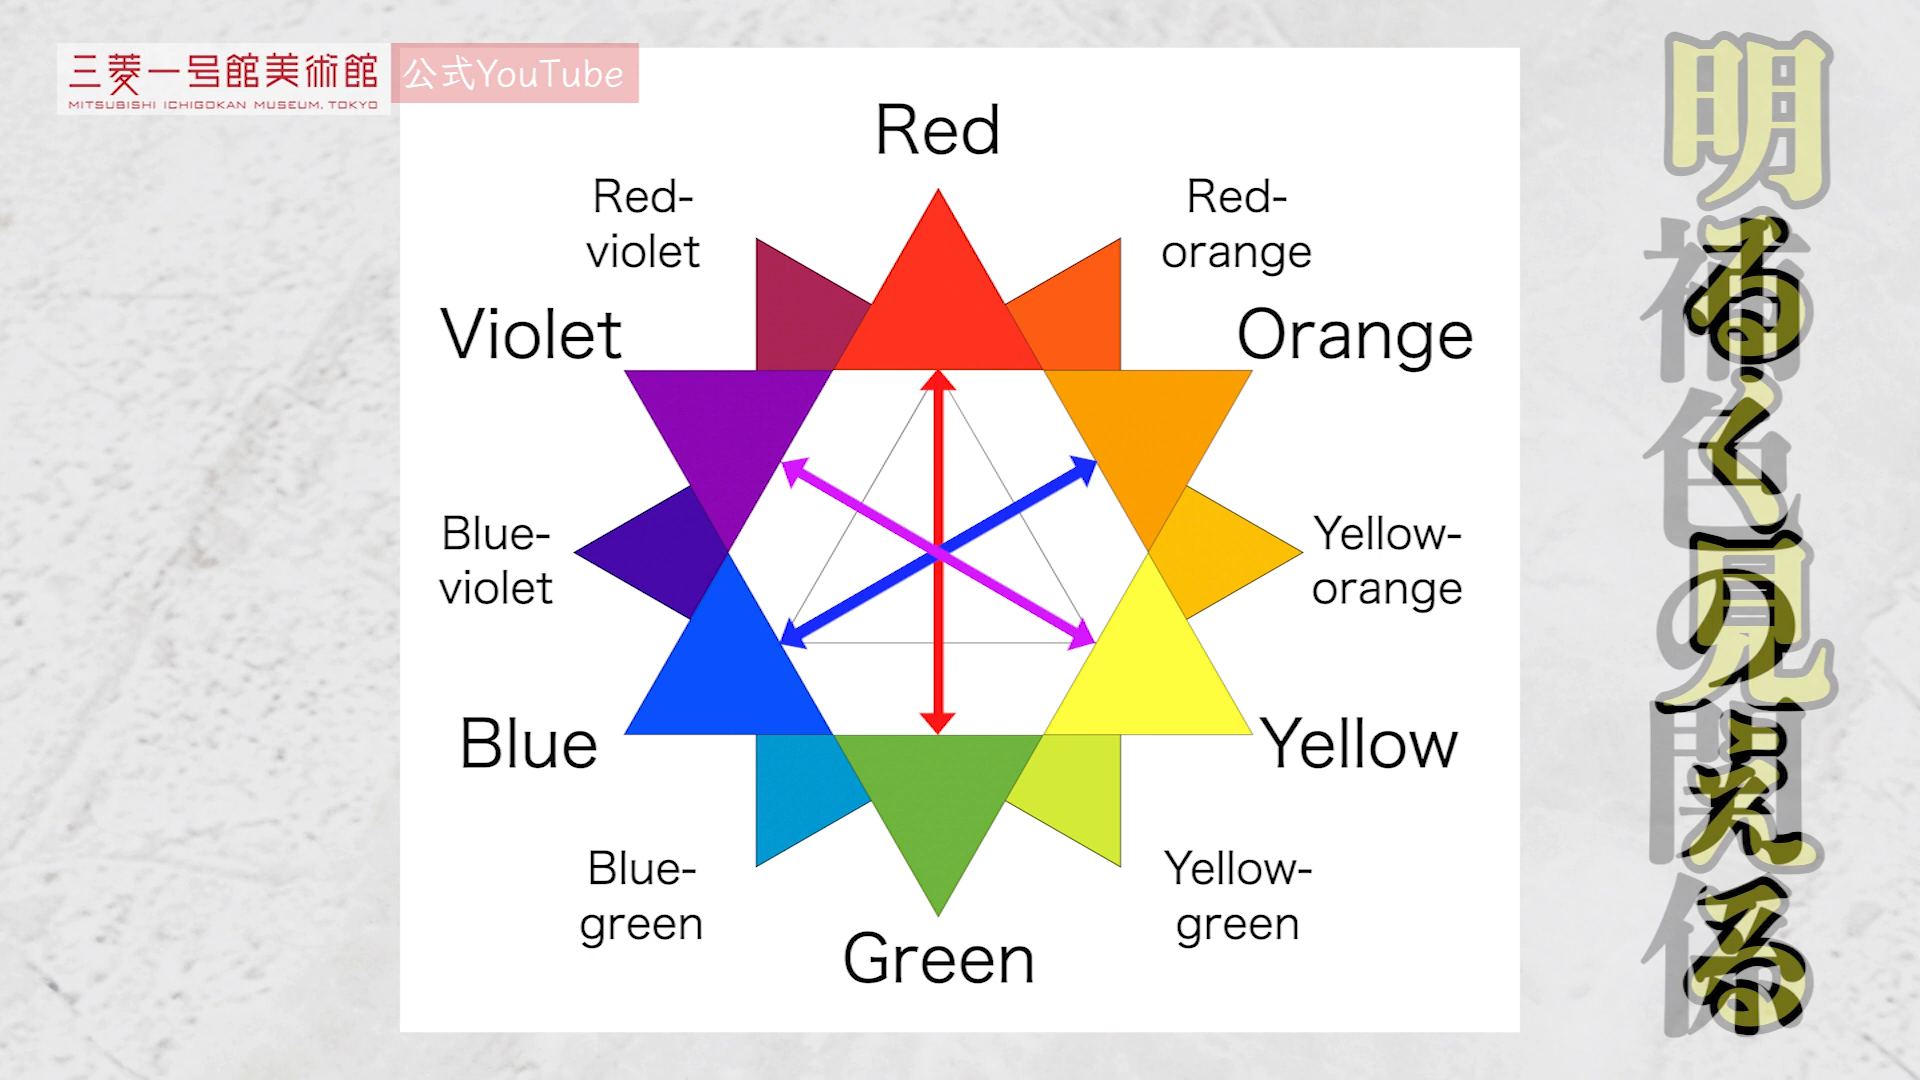 三菱一号館美術館
MITSUBISHI ICHIGOKAN MUSEUM, TOKYO
公式YouTube
Red
Red-
violet
Red-
orange
Violet
Orange
Blue-
violet
Yellow-
orange
Blue
Yellow
Blue-
green
Yellow-
green
Green
明るく見える
補色の関係